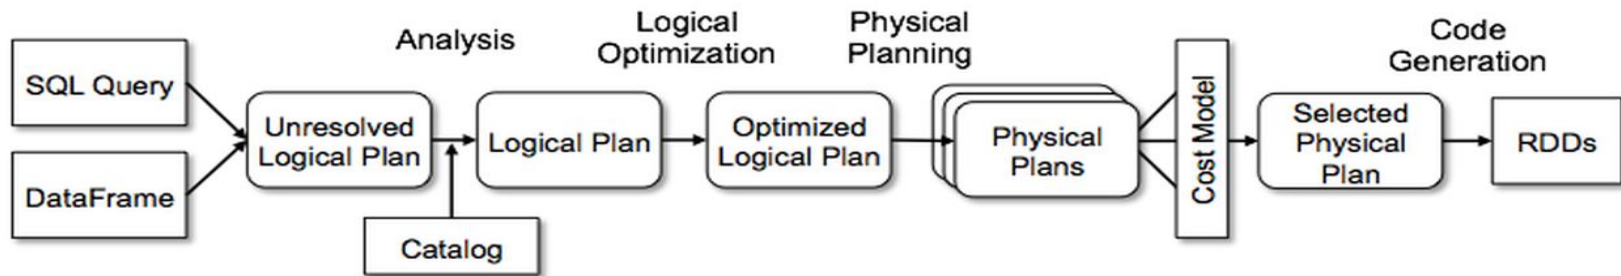 Analysis
Logical
Optimization
Physical
Planning
Code
Generation
SQL Query
DataFrame
Unresolved
Logical Plan
Catalog
Logical Plan
Optimized
Logical Plan
Physical
Plans
Cost Model
Selected
Physical
Plan
RDDs